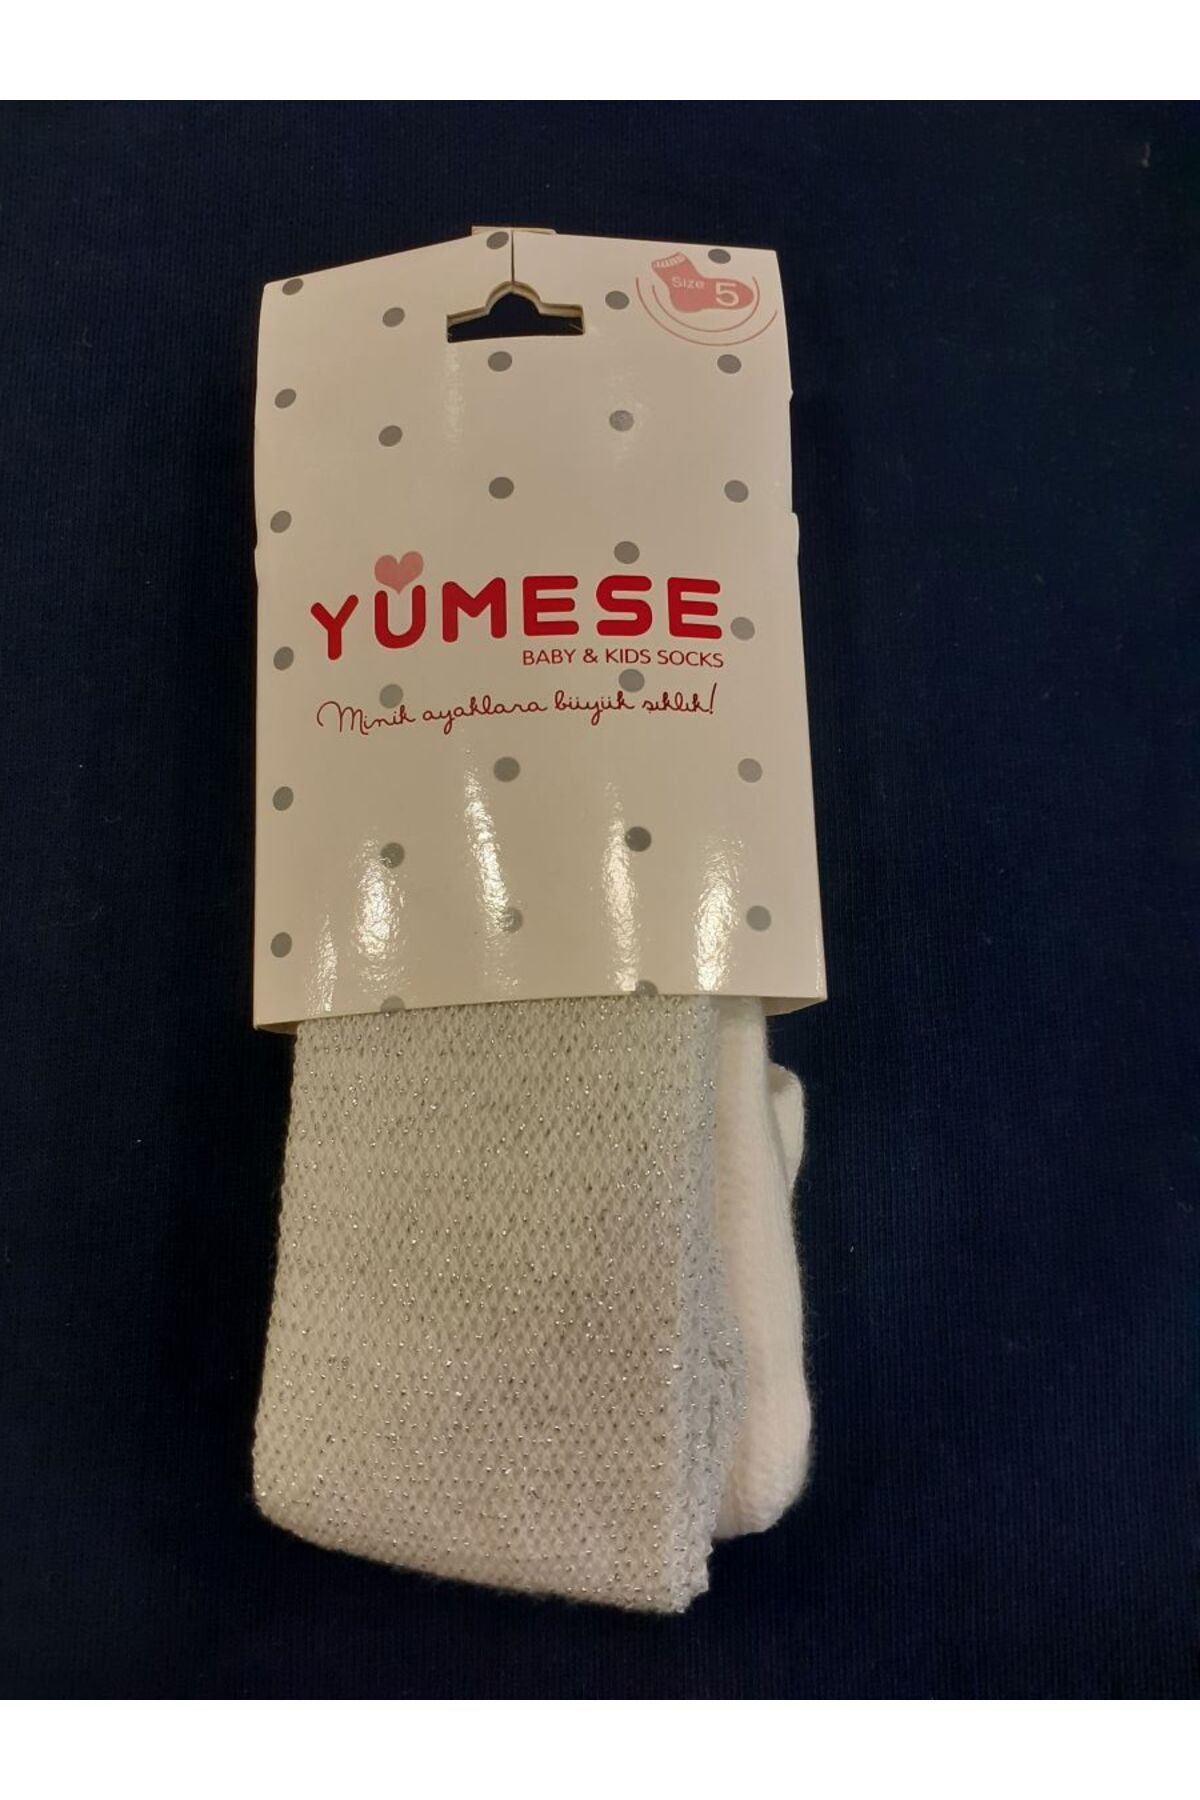 Size 5
YUMESE
BABY & KIDS SOCKS
Minik ayaklara büyük şıklık!